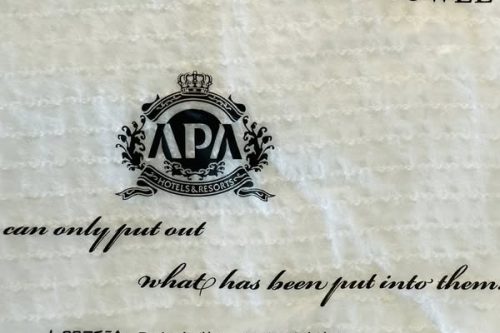 APA
HOTELS & RESORTS
can only put out
what has been put into them.